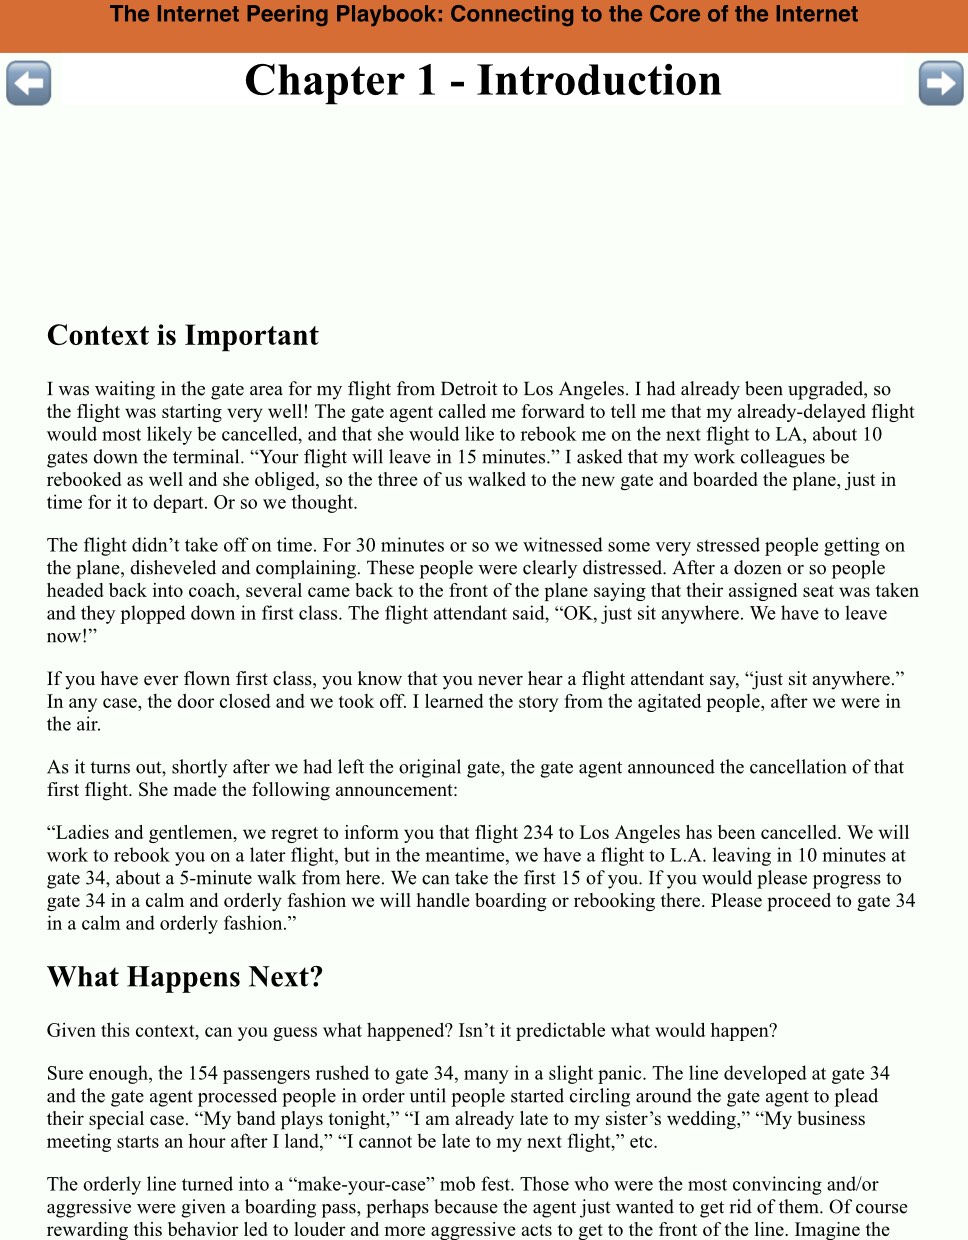 The Internet Peering Playbook: Connecting to the Core of the Internet
Chapter 1 - Introduction
Context is Important
I was waiting in the gate area for my flight from Detroit to Los Angeles. I had already been upgraded, so
the flight was starting very well! The gate agent called me forward to tell me that my already-delayed flight
would most likely be cancelled, and that she would like to rebook me on the next flight to LA, about 10
gates down the terminal. “Your flight will leave in 15 minutes.” I asked that my work colleagues be
rebooked as well and she obliged, so the three of us walked to the new gate and boarded the plane, just in
time for it to depart. Or so we thought.
The flight didn’t take off on time. For 30 minutes or so we witnessed some very stressed people getting on
the plane, disheveled and complaining. These people were clearly distressed. After a dozen or so people
headed back into coach, several came back to the front of the plane saying that their assigned seat was taken
and they plopped down in first class. The flight attendant said, “OK, just sit anywhere. We have to leave
now!”
If you have ever flown first class, you know that you never hear a flight attendant say, “just sit anywhere.”
In any case, the door closed and we took off. I learned the story from the agitated people, after we were in
the air.
As it turns out, shortly after we had left the original gate, the gate agent announced the cancellation of that
first flight. She made the following announcement:
“Ladies and gentlemen, we regret to inform you that flight 234 to Los Angeles has been cancelled. We will
work to rebook you on a later flight, but in the meantime, we have a flight to L.A. leaving in 10 minutes at
gate 34, about a 5-minute walk from here. We can take the first 15 of you. If you would please progress to
gate 34 in a calm and orderly fashion we will handle boarding or rebooking there. Please proceed to gate 34
in a calm and orderly fashion.”
What Happens Next?
Given this context, can you guess what happened? Isn’t it predictable what would happen?
Sure enough, the 154 passengers rushed to gate 34, many in a slight panic. The line developed at gate 34
and the gate agent processed people in order until people started circling around the gate agent to plead
their special case. “My band plays tonight,” “I am already late to my sister’s wedding,” “My business
meeting starts an hour after I land,” “I cannot be late to my next flight,” etc.
The orderly line turned into a “make-your-case” mob fest. Those who were the most convincing and/or
aggressive were given a boarding pass, perhaps because the agent just wanted to get rid of them. Of course
rewarding this behavior led to louder and more aggressive acts to get to the front of the line. Imagine the